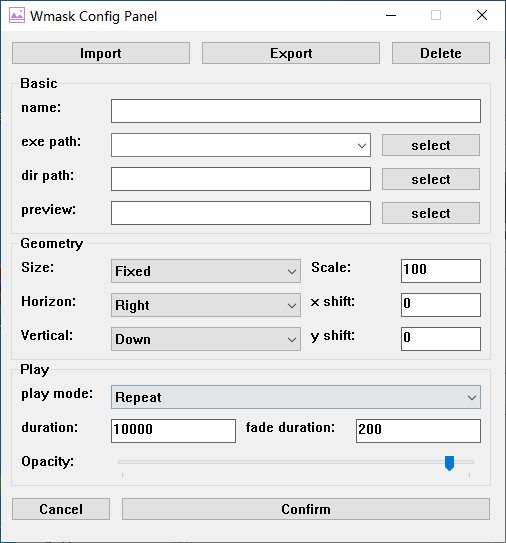 Wmask Config Panel
Import Export Delete
Basic
name:
exe path: select
dir path: select
preview: select
Geometry
Size: Fixed Scale: 100
Horizon: Right x shift: 0
Vertical: Down y shift: 0
Play
play mode: Repeat
duration: 10000 fade duration: 200
Opacity:
Cancel Confirm